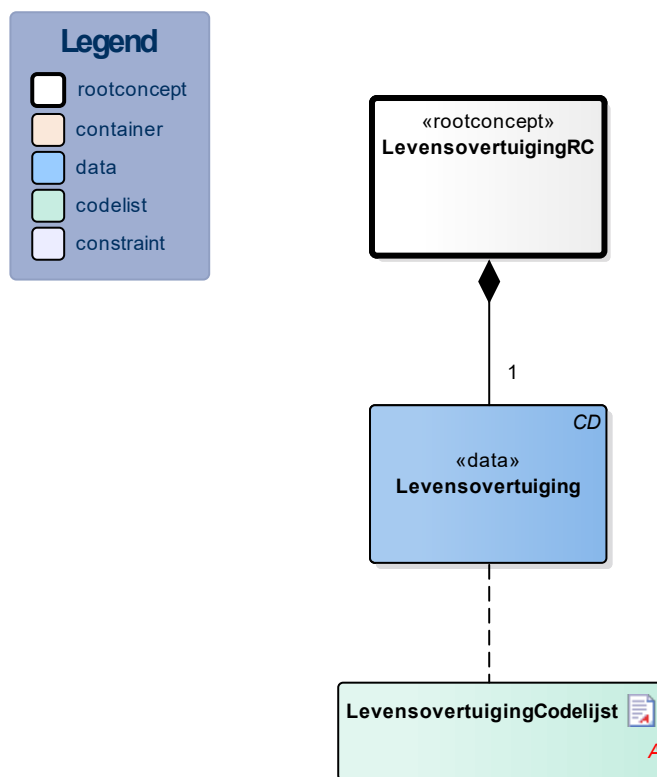 Legend
rootconcept
container
data
codelist
constraint
«rootconcept»
LevensovertuigingRC
1
CD
«data»
Levensovertuiging
LevensovertuigingCodelijst